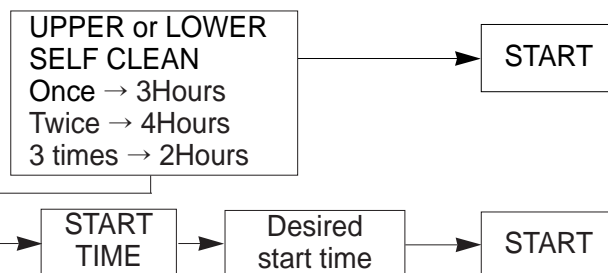 UPPER or LOWER
SELF CLEAN
Once → 3Hours
Twice → 4Hours
3 times → 2Hours
START
START
TIME
Desired
start time
START